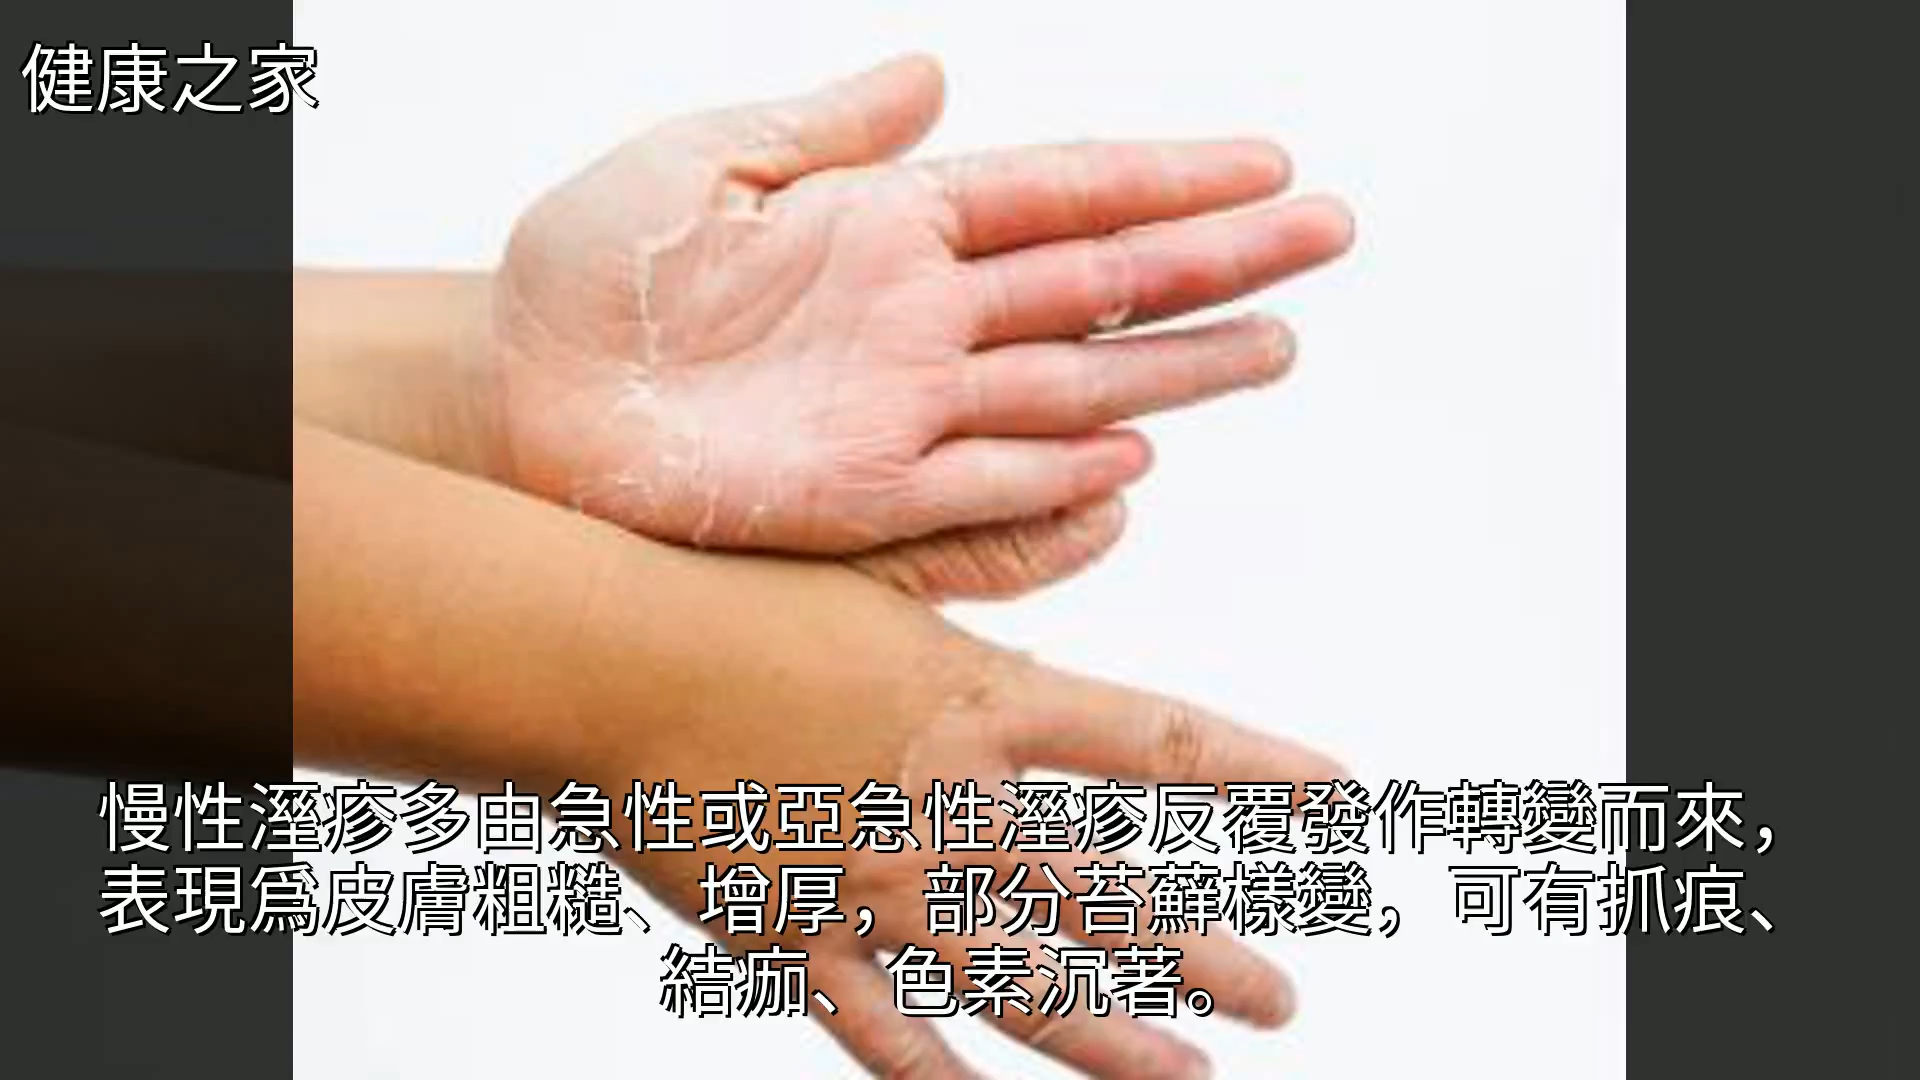 健康之家
慢性溼疹多由急性或亞急性溼疹反覆發作轉變而來，
表現爲皮膚粗糙、增厚，部分苔蘚樣變，可有抓痕、
結痂、色素沉著。